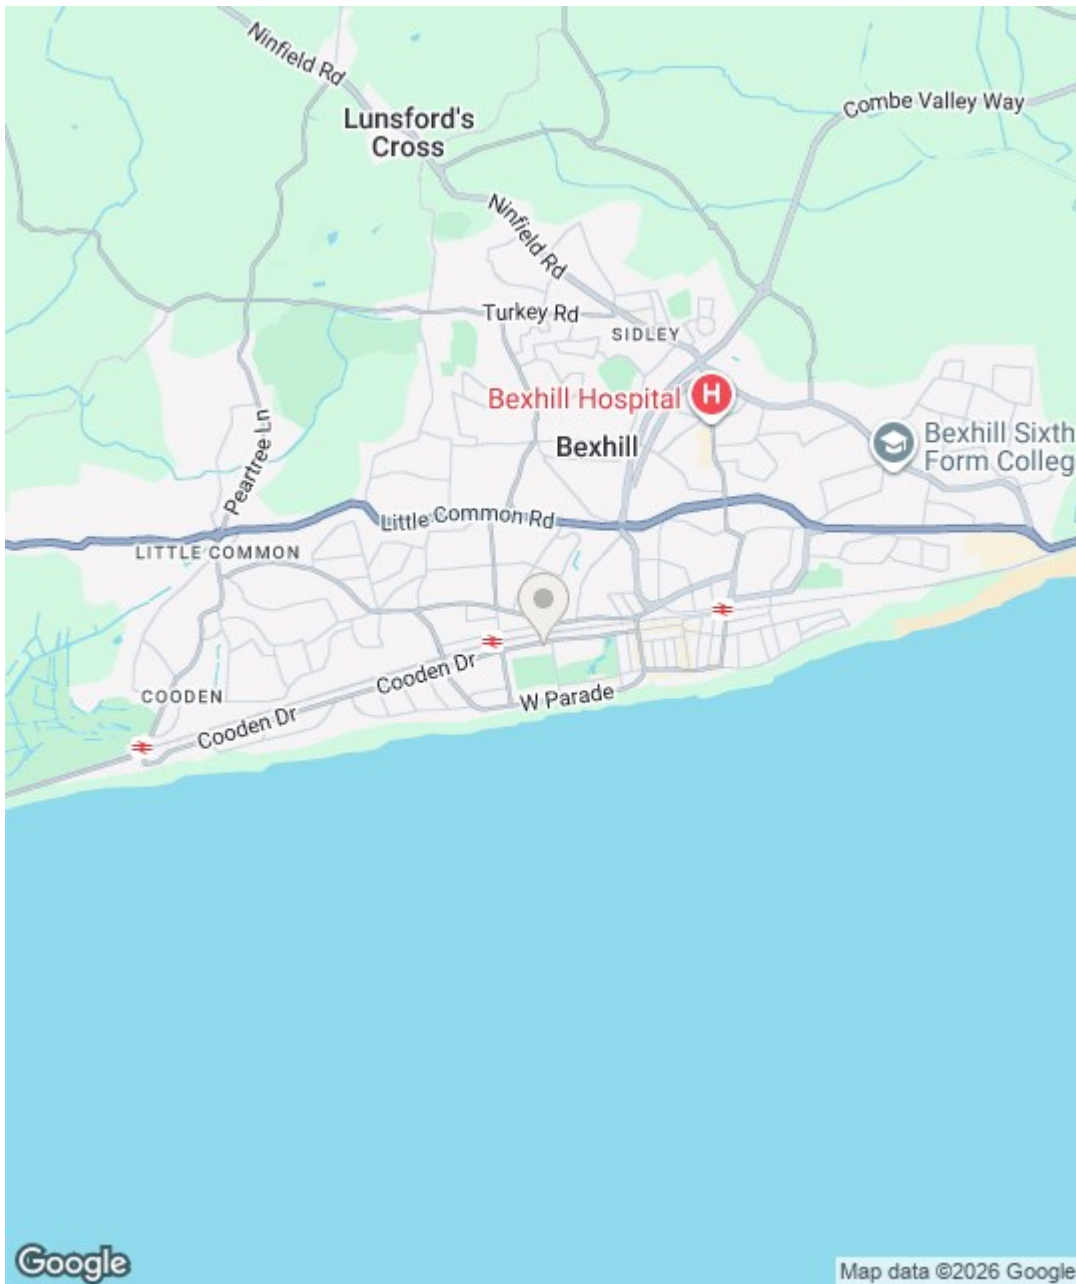 Ninfield Rd
Combe Valley Way
Lunsford's
Cross
Ninfield Rd
Turkey Rd
SIDLEY
Bexhill Hospital
H
Bexhill
Bexhill Sixth
Form Colleg
Peartree Ln
Little Common Rd
LITTLE COMMON
Cooden Dr
COODEN
W Parade
Cooden Dr
Google
Map data ©2026 Google